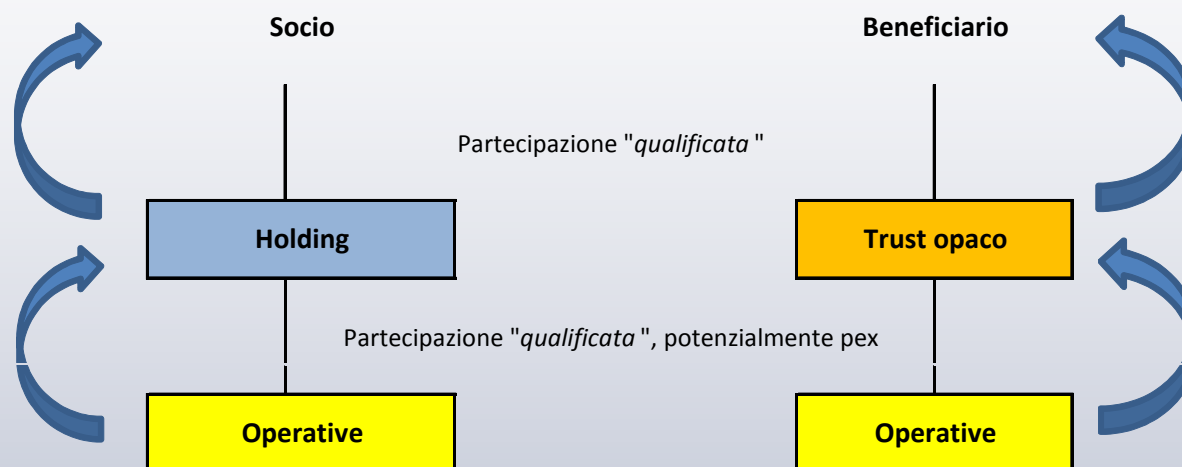 Socio
Beneficiario
Partecipazione "qualificata "
Holding
Trust opaco
Partecipazione "qualificata ", potenzialmente pex
Operative
Operative